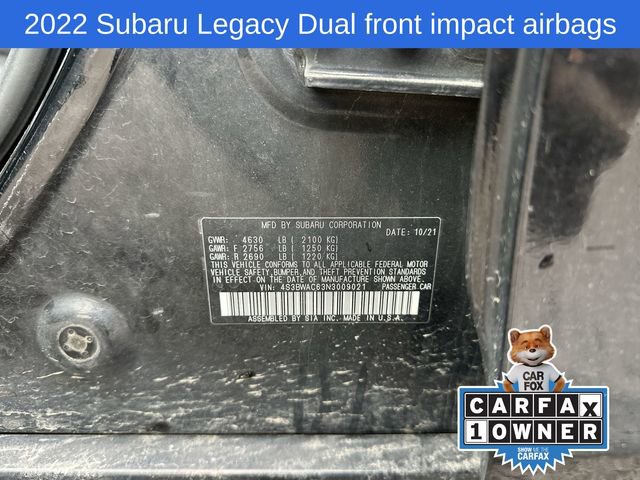 2022 Subaru Legacy Dual front impact airbags
MFD BY SUBARU CORPORATION
DATE: 10/21
GVWR: 4630 LB ( 2100 KG)
GAWR: F 2756 LB ( 1250 KG)
GAWR: R 2690 LB ( 1220 KG)
THIS VEHICLE CONFORMS TO ALL APPLICABLE FEDERAL MOTOR
VEHICLE SAFETY,BUMPER,AND THEFT PREVENTION STANDARDS
IN EFFECT ON THE DATE OF MANUFACTURE SHOWN ABOVE.
VIN: 4S3BWAC63N3009021 PASSENGER CAR
ASSEMBLED BY SIA INC. MADE IN U.S.A.
CAR
FOX
CARFAX
1 OWNER
SHOW ME THE
CARFAX